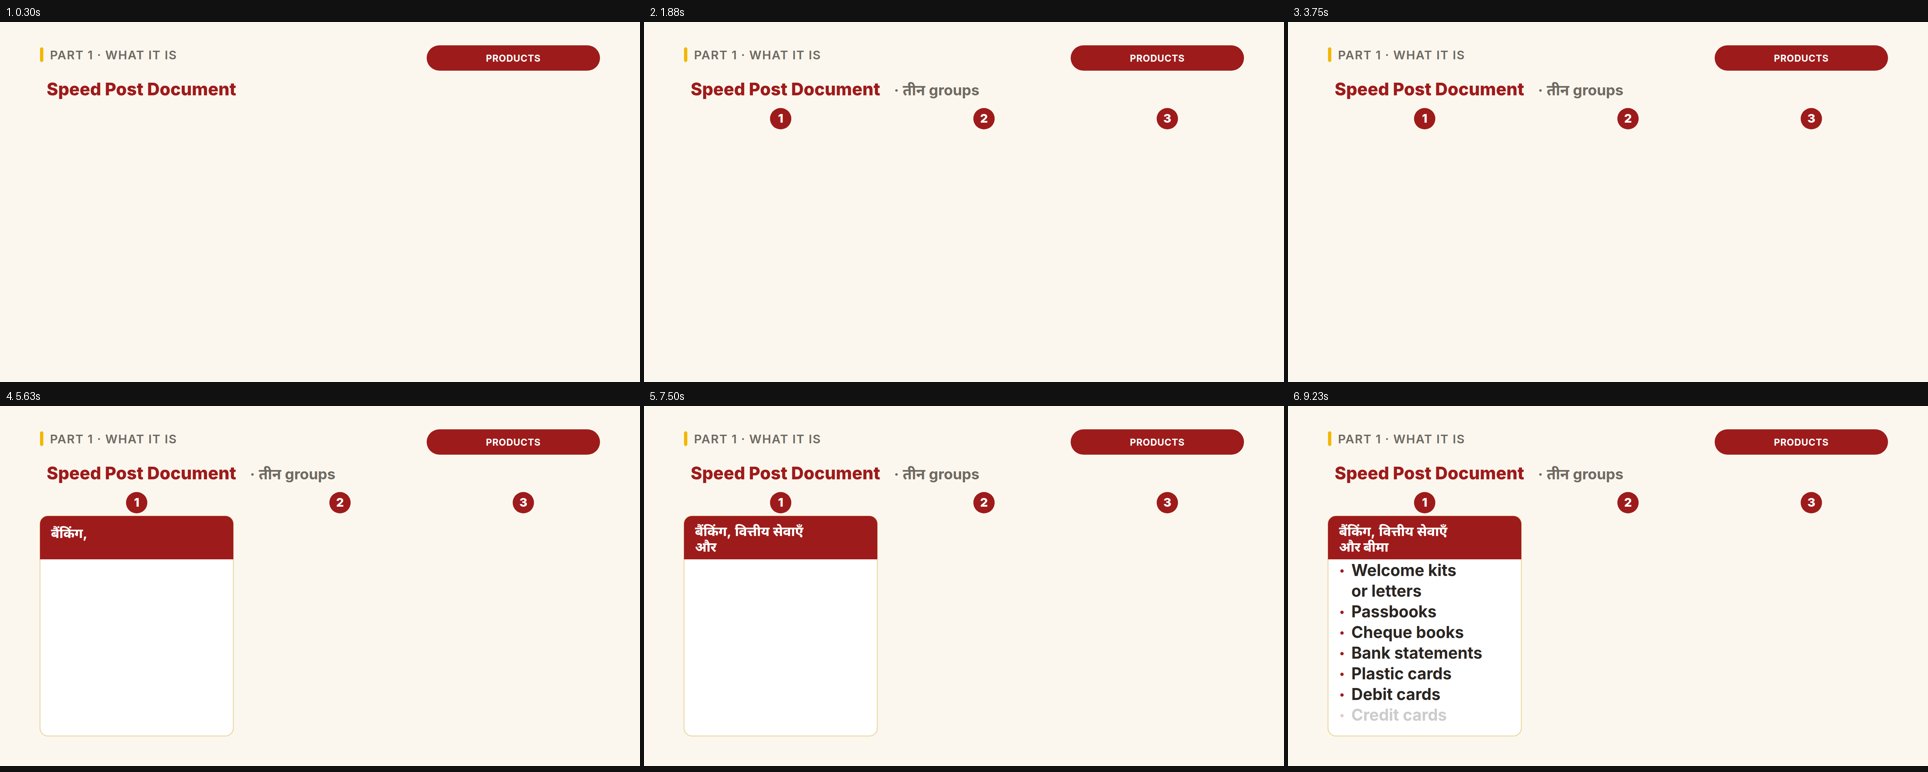 1. 0.30s
PART 1 · WHAT IT IS
PRODUCTS
Speed Post Document
2. 1.88s
PART 1 · WHAT IT IS
PRODUCTS
Speed Post Document · तीन groups
1 2 3
3. 3.75s
PART 1 · WHAT IT IS
PRODUCTS
Speed Post Document · तीन groups
1 2 3
4. 5.63s
PART 1 · WHAT IT IS
PRODUCTS
Speed Post Document · तीन groups
1 2 3
बैंकिंग,
5. 7.50s
PART 1 · WHAT IT IS
PRODUCTS
Speed Post Document · तीन groups
1 2 3
बैंकिंग, वित्तीय सेवाएँ
और
6. 9.23s
PART 1 · WHAT IT IS
PRODUCTS
Speed Post Document · तीन groups
1 2 3
बैंकिंग, वित्तीय सेवाएँ
और बीमा
• Welcome kits
or letters
• Passbooks
• Cheque books
• Bank statements
• Plastic cards
• Debit cards
• Credit cards